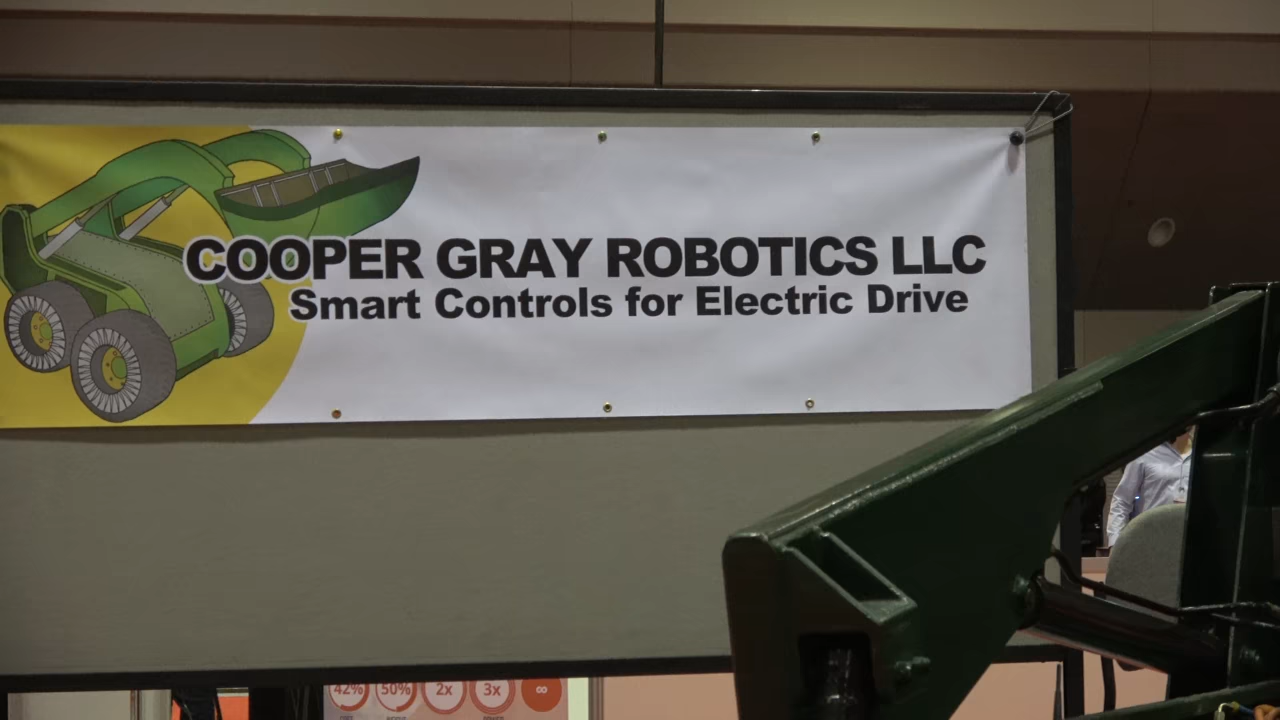 COOPER GRAY ROBOTICS LLC
Smart Controls for Electric Drive
42% 50% 2x 3x ∞